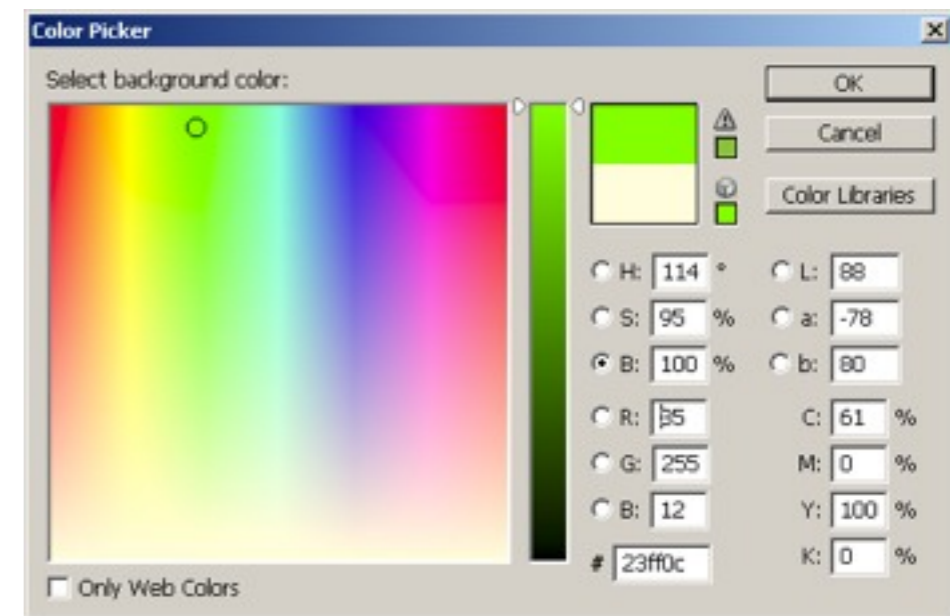 Color Picker
Select background color:
OK
Cancel
Color Libraries
H: 114 °
L: 88
S: 95 %
a: -78
B: 100 %
b: 80
R: 35
C: 61 %
G: 255
M: 0 %
B: 12
Y: 100 %
# 23ff0c
K: 0 %
Only Web Colors